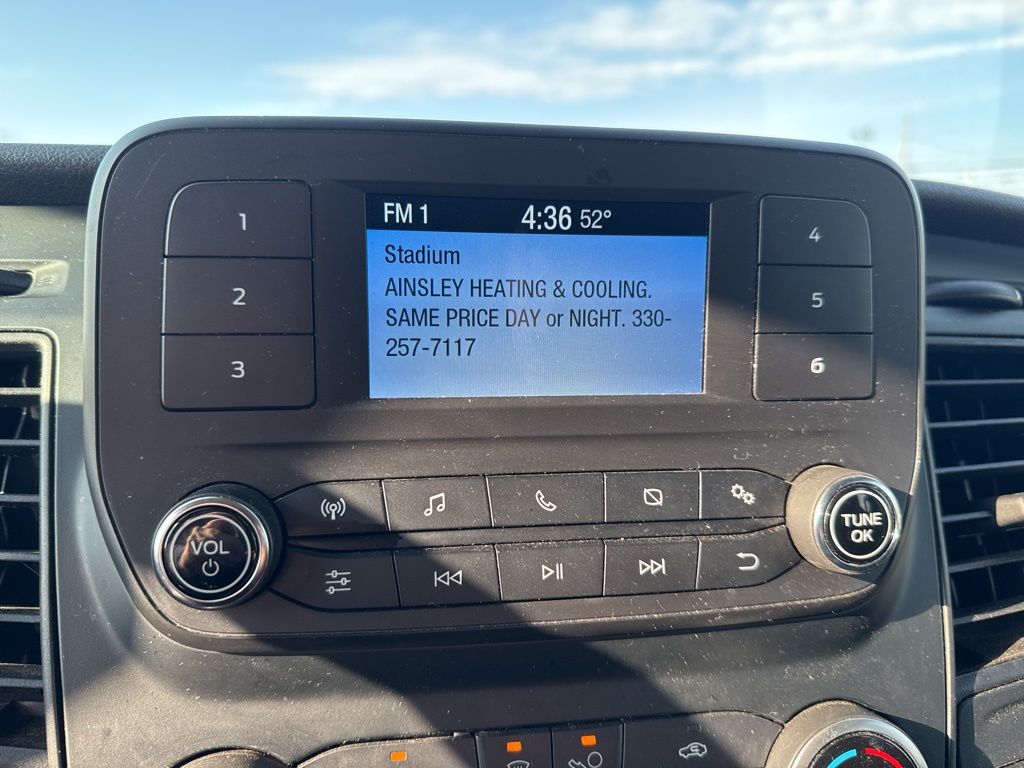 FM 1 4:36 52°
Stadium
AINSLEY HEATING & COOLING.
SAME PRICE DAY or NIGHT. 330-
257-7117
1
2
3
4
5
6
VOL
TUNE
OK